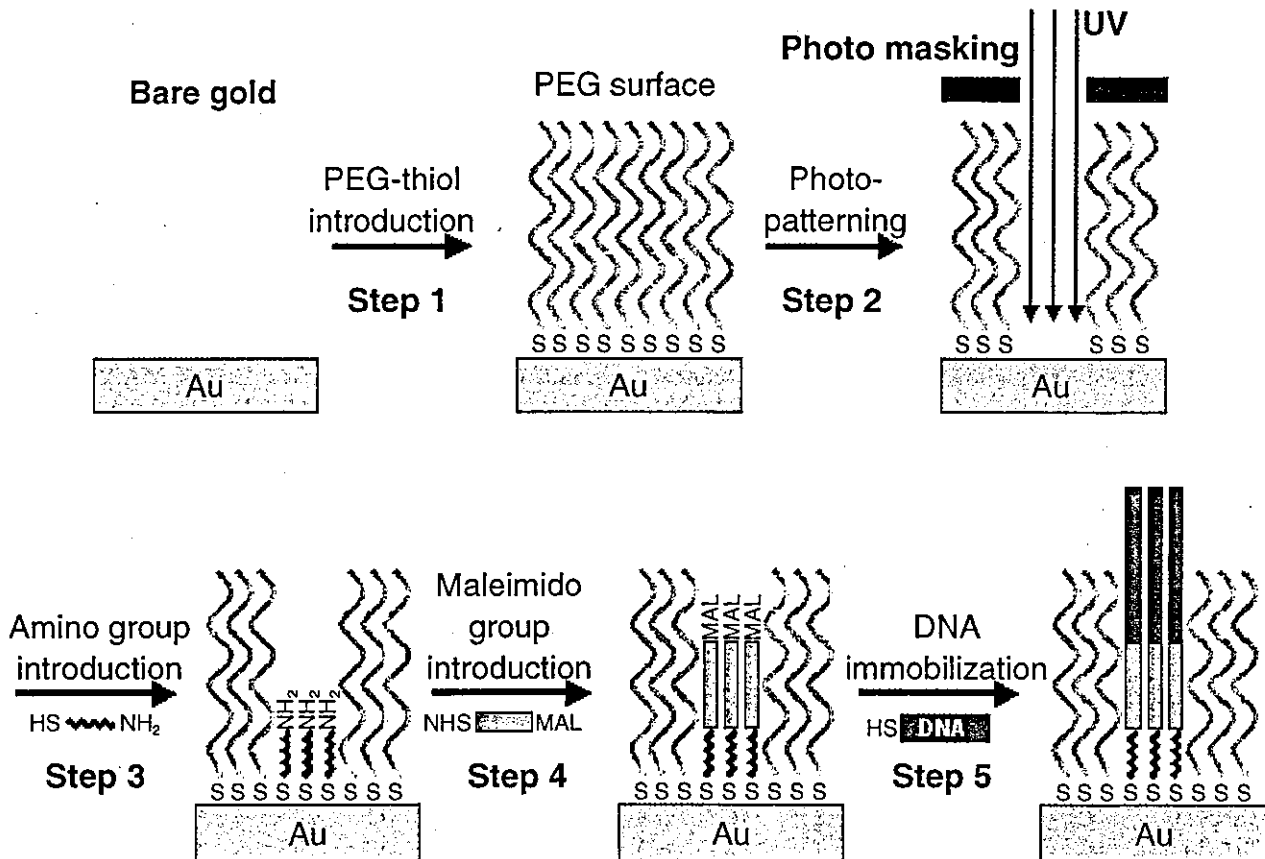 UV
Photo masking
Bare gold
PEG surface
PEG-thiol
introduction
Step 1
Photo-
patterning
Step 2
S S S S S S S S S
S S S S S S
Au
Au
Au
Amino group
introduction
HS NH₂
Step 3
NH₂ NH₂ NH₂
S S S S S S S S S
Au
Maleimido
group
introduction
NHS MAL
Step 4
MAL MAL MAL
S S S S S S S S S
Au
DNA
immobilization
HS DNA
Step 5
S S S S S S S S S
Au